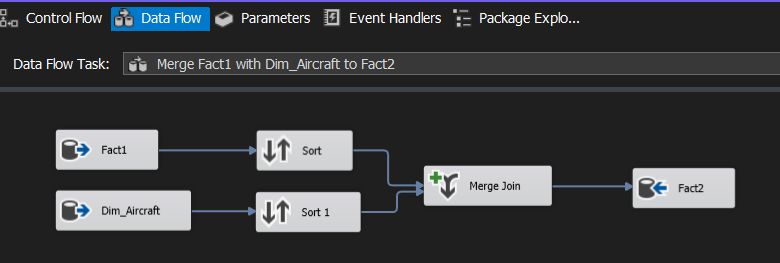 Control Flow Data Flow Parameters Event Handlers Package Explo...
Data Flow Task: Merge Fact1 with Dim_Aircraft to Fact2
Fact1 Sort
Merge Join Fact2
Dim_Aircraft Sort 1